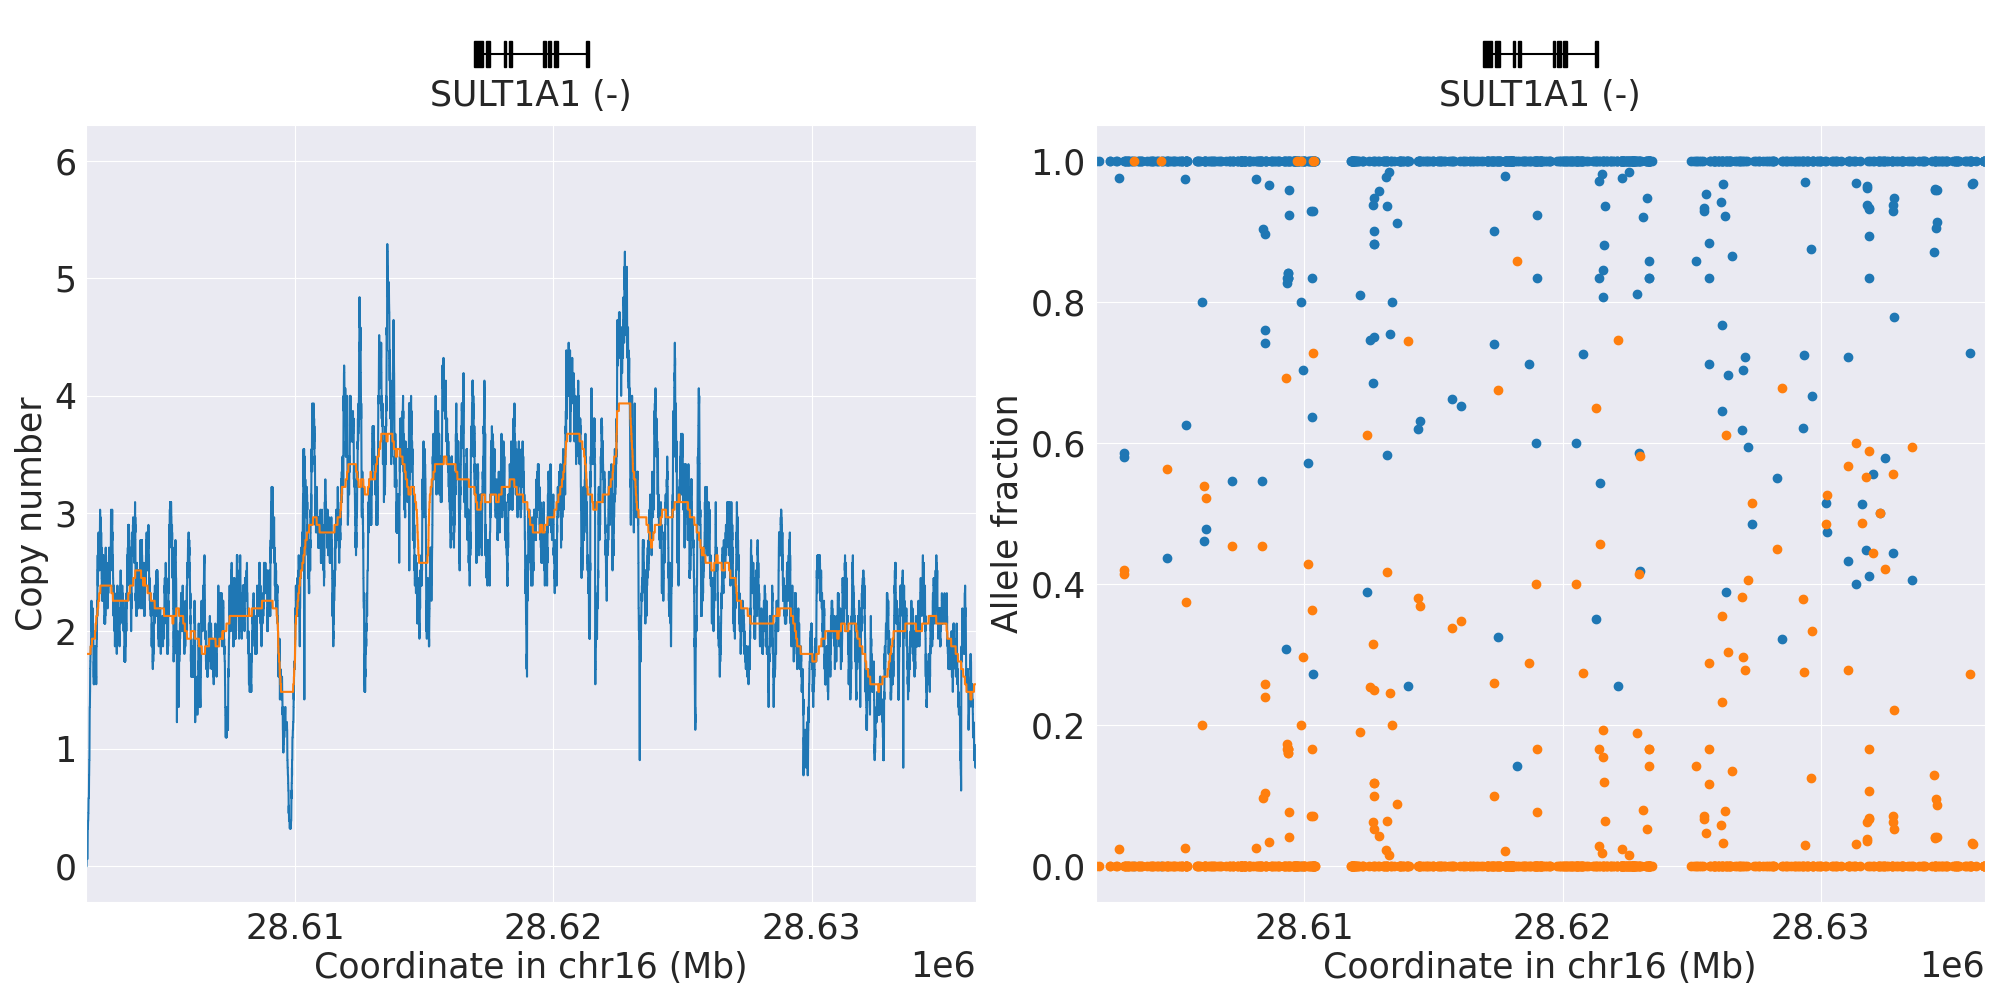 SULT1A1 (-)
6
5
4
3
2
1
0
Copy number
28.61 28.62 28.63
Coordinate in chr16 (Mb) 1e6
SULT1A1 (-)
1.0
0.8
0.6
0.4
0.2
0.0
Allele fraction
28.61 28.62 28.63
Coordinate in chr16 (Mb) 1e6